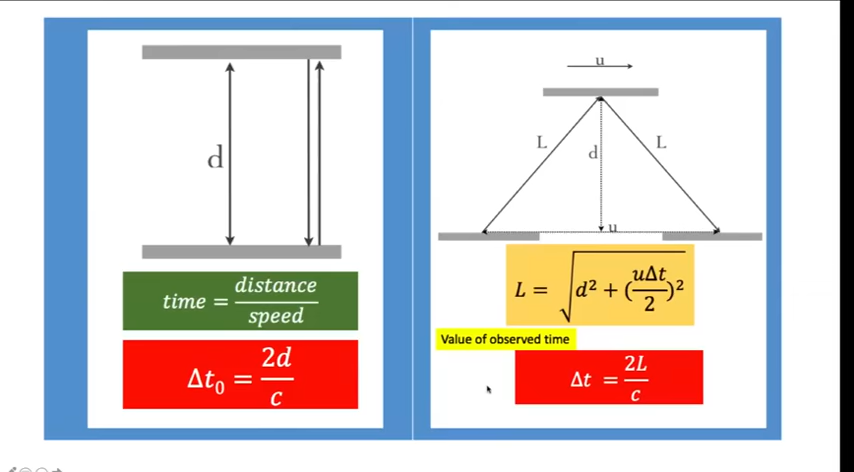 d
time = distance / speed
Δt₀ = 2d / c
u
L
d
L
u
L = √(d² + (uΔt / 2)²)
Value of observed time
Δt = 2L / c